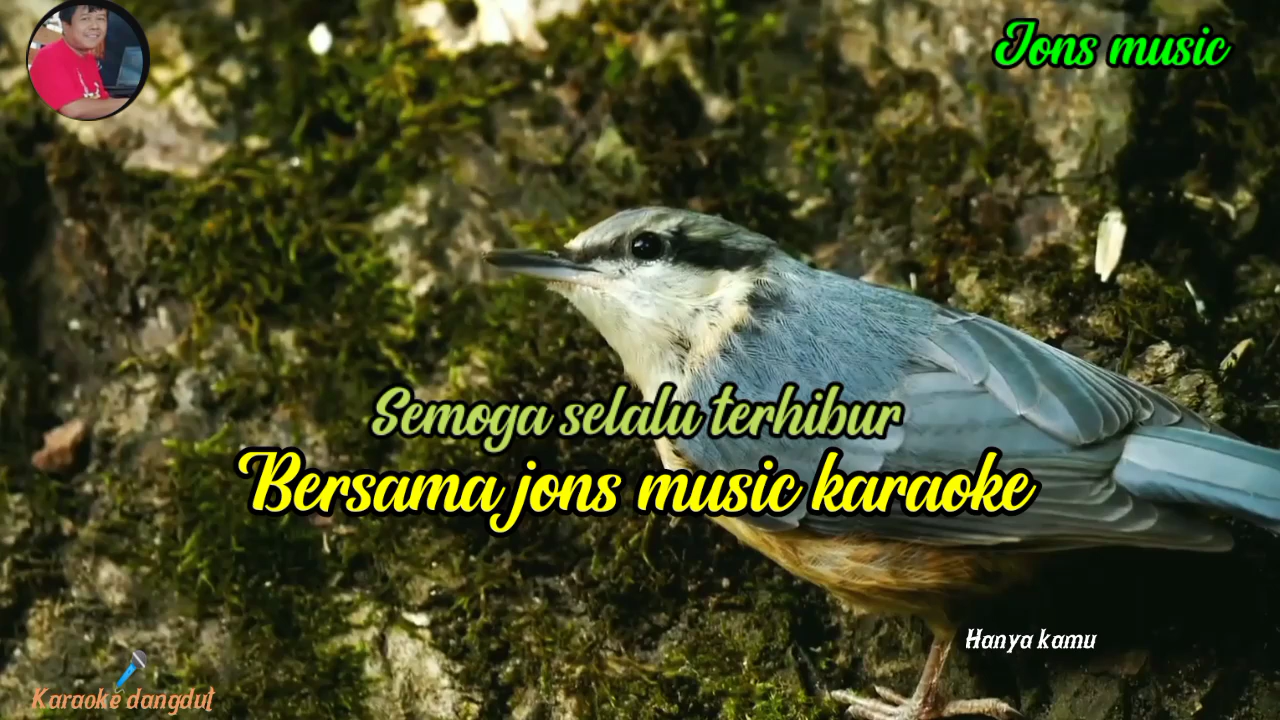 Jons music
Semoga selalu terhibur
Bersama jons music karaoke
Hanya kamu
Karaoke dangdut